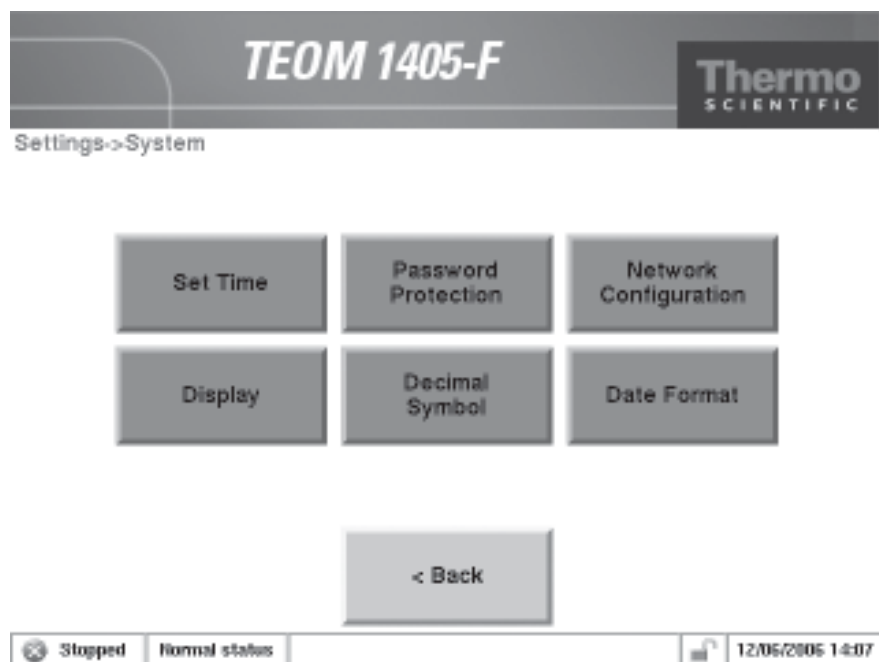 TEOM 1405-F
Thermo
SCIENTIFIC
Settings->System
Set Time
Password
Protection
Network
Configuration
Display
Decimal
Symbol
Date Format
< Back
Stopped
Normal status
12/06/2006 14:07